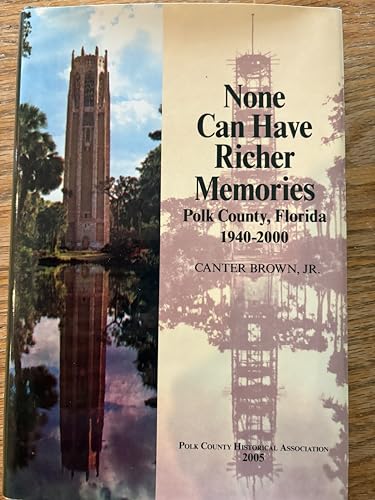 None
Can Have
Richer
Memories
Polk County, Florida
1940-2000
CANTER BROWN, JR.
POLK COUNTY HISTORICAL ASSOCIATION
2005